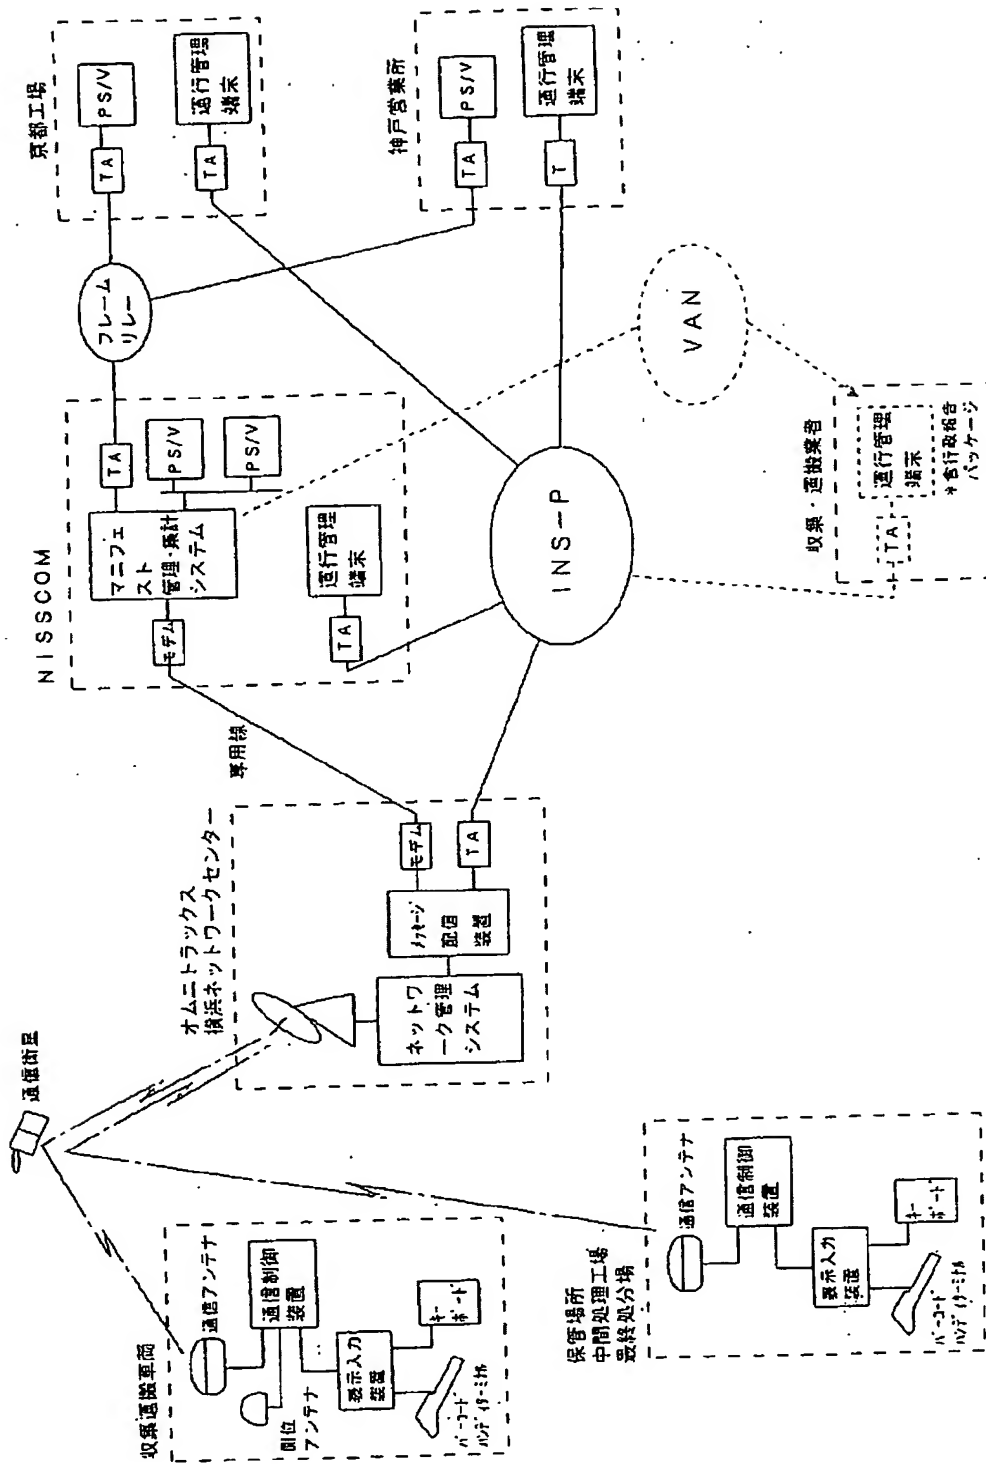 通信衛星
収集運搬車両
通信アンテナ
通信制御
装置
測位
アンテナ
表示入力
装置
キー
ボード
バーコード
ハンディターミナル
保管場所
中間処理工場
最終処分場
通信アンテナ
通信制御
装置
表示入力
装置
キー
ボード
バーコード
ハンディターミナル
オムニトラックス
横浜ネットワークセンター
ネットワ
ーク管理
システム
メッセージ
配信
装置
モデム
TA
専用線
NISSCOM
マニフェ
スト
管理・集計
システム
モデム
TA
PS/V
PS/V
運行管理
端末
TA
フレーム
リレー
INS-P
VAN
京都工場
TA
PS/V
TA
運行管理
端末
神戸営業所
TA
PS/V
T
運行管理
端末
収集・運搬業者
TA
運行管理
端末
*含行政報告
パッケージ